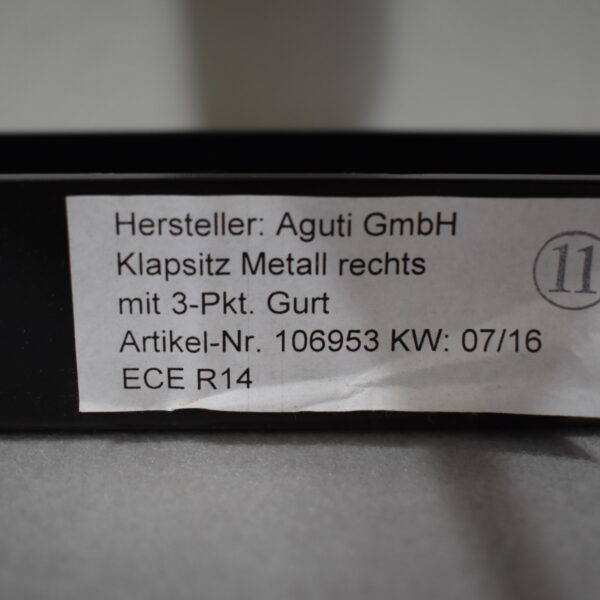 Hersteller: Aguti GmbH
Klapsitz Metall rechts
11
mit 3-Pkt. Gurt
Artikel-Nr. 106953 KW: 07/16
ECE R14